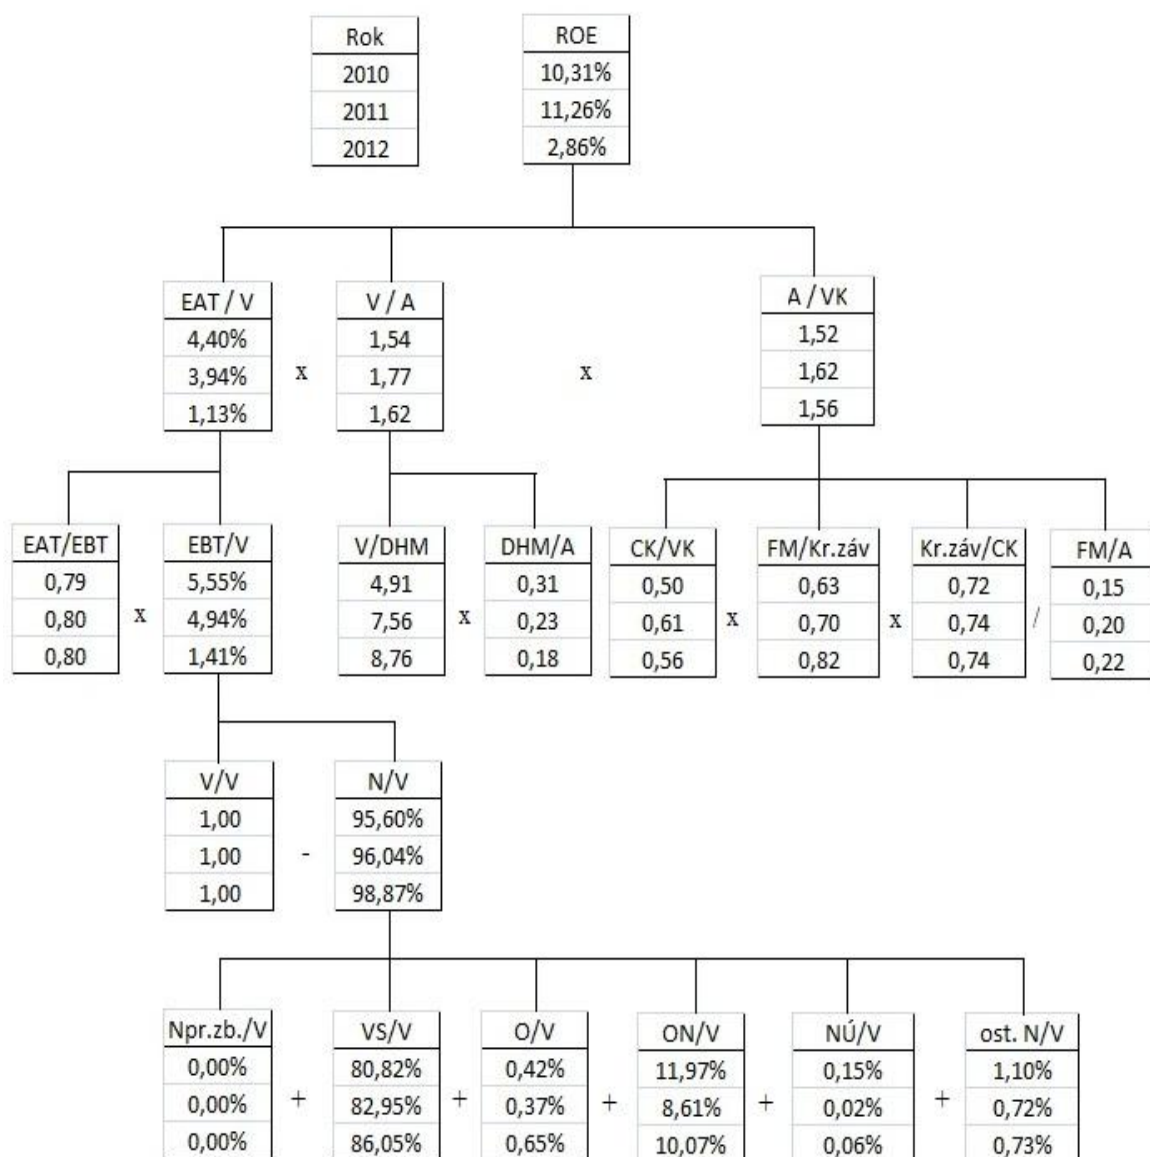 Rok ROE
2010 10,31%
2011 11,26%
2012 2,86%
EAT / V V / A A / VK
4,40% 1,54 1,52
3,94% x 1,77 x 1,62
1,13% 1,62 1,56
EAT/EBT EBT/V V/DHM DHM/A CK/VK FM/Kr.záv Kr.záv/CK FM/A
0,79 5,55% 4,91 0,31 0,50 0,63 0,72 0,15
0,80 x 4,94% 7,56 x 0,23 0,61 x 0,70 x 0,74 / 0,20
0,80 1,41% 8,76 0,18 0,56 0,82 0,74 0,22
V/V N/V
1,00 95,60%
1,00 - 96,04%
1,00 98,87%
Npr.zb./V VS/V O/V ON/V NÚ/V ost. N/V
0,00% 80,82% 0,42% 11,97% 0,15% 1,10%
0,00% + 82,95% + 0,37% + 8,61% + 0,02% + 0,72%
0,00% 86,05% 0,65% 10,07% 0,06% 0,73%